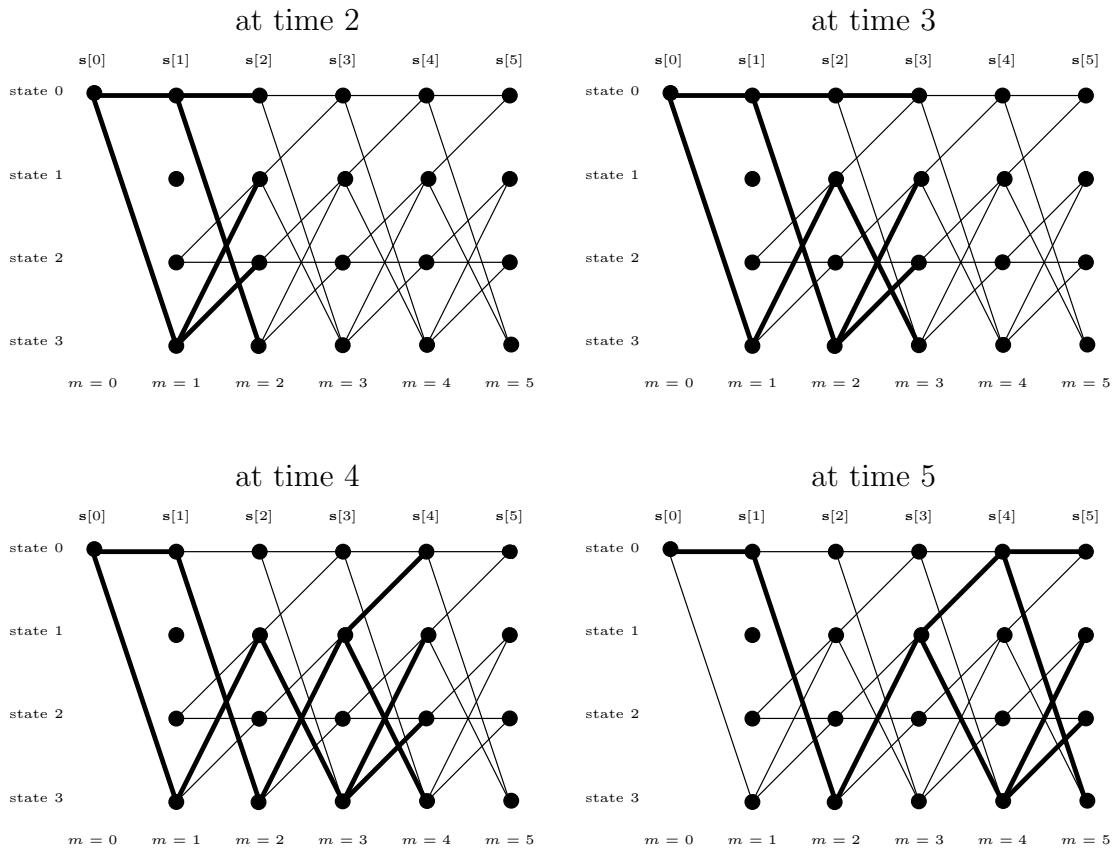 at time 2
s[0] s[1] s[2] s[3] s[4] s[5]
state 0
state 1
state 2
state 3
m = 0 m = 1 m = 2 m = 3 m = 4 m = 5
at time 3
s[0] s[1] s[2] s[3] s[4] s[5]
state 0
state 1
state 2
state 3
m = 0 m = 1 m = 2 m = 3 m = 4 m = 5
at time 4
s[0] s[1] s[2] s[3] s[4] s[5]
state 0
state 1
state 2
state 3
m = 0 m = 1 m = 2 m = 3 m = 4 m = 5
at time 5
s[0] s[1] s[2] s[3] s[4] s[5]
state 0
state 1
state 2
state 3
m = 0 m = 1 m = 2 m = 3 m = 4 m = 5